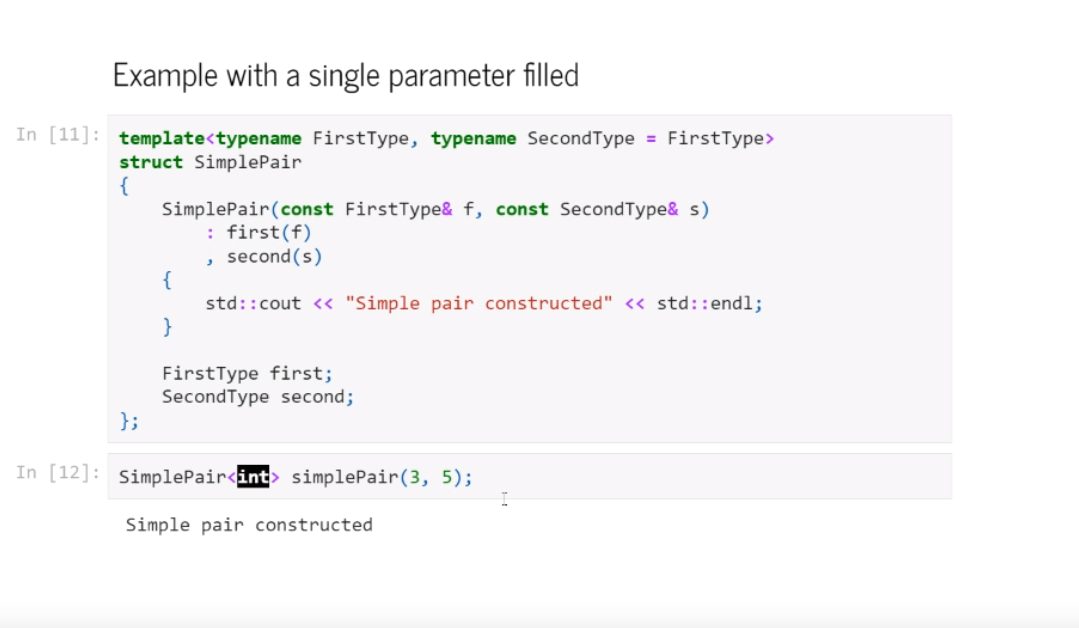 Example with a single parameter filled
In [11]:
template<typename FirstType, typename SecondType = FirstType>
struct SimplePair
{
    SimplePair(const FirstType& f, const SecondType& s)
        : first(f)
        , second(s)
    {
        std::cout << "Simple pair constructed" << std::endl;
    }

    FirstType first;
    SecondType second;
};
In [12]:
SimplePair<int> simplePair(3, 5);
Simple pair constructed